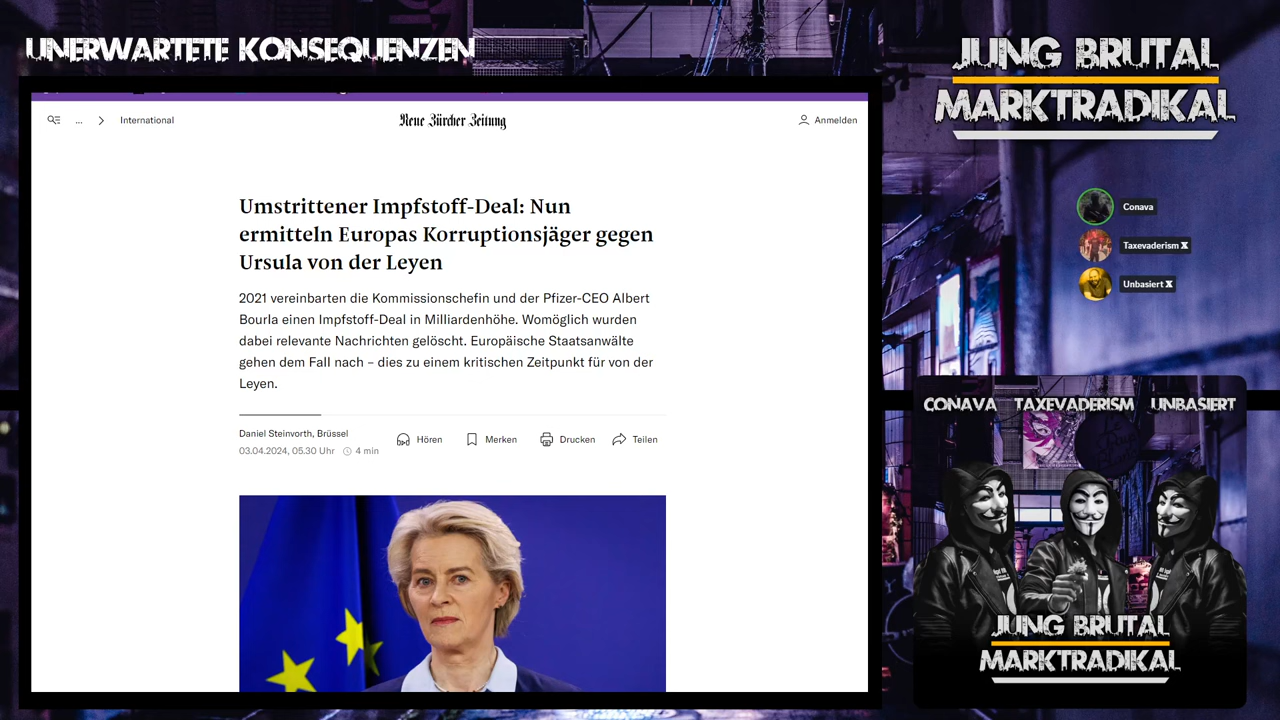 UNERWARTETE KONSEQUENZEN
JUNG BRUTAL
MARKTRADIKAL
... International
Neue Zürcher Zeitung
Anmelden
Umstrittener Impfstoff-Deal: Nun
ermitteln Europas Korruptionsjäger gegen
Ursula von der Leyen
2021 vereinbarten die Kommissionschefin und der Pfizer-CEO Albert
Bourla einen Impfstoff-Deal in Milliardenhöhe. Womöglich wurden
dabei relevante Nachrichten gelöscht. Europäische Staatsanwälte
gehen dem Fall nach – dies zu einem kritischen Zeitpunkt für von der
Leyen.
Daniel Steinvorth, Brüssel
03.04.2024, 05.30 Uhr 4 min
Hören Merken Drucken Teilen
Conava
Taxevaderism X
Unbasiert X
CONAVA TAXEVADERISM UNBASIERT
JUNG BRUTAL
MARKTRADIKAL